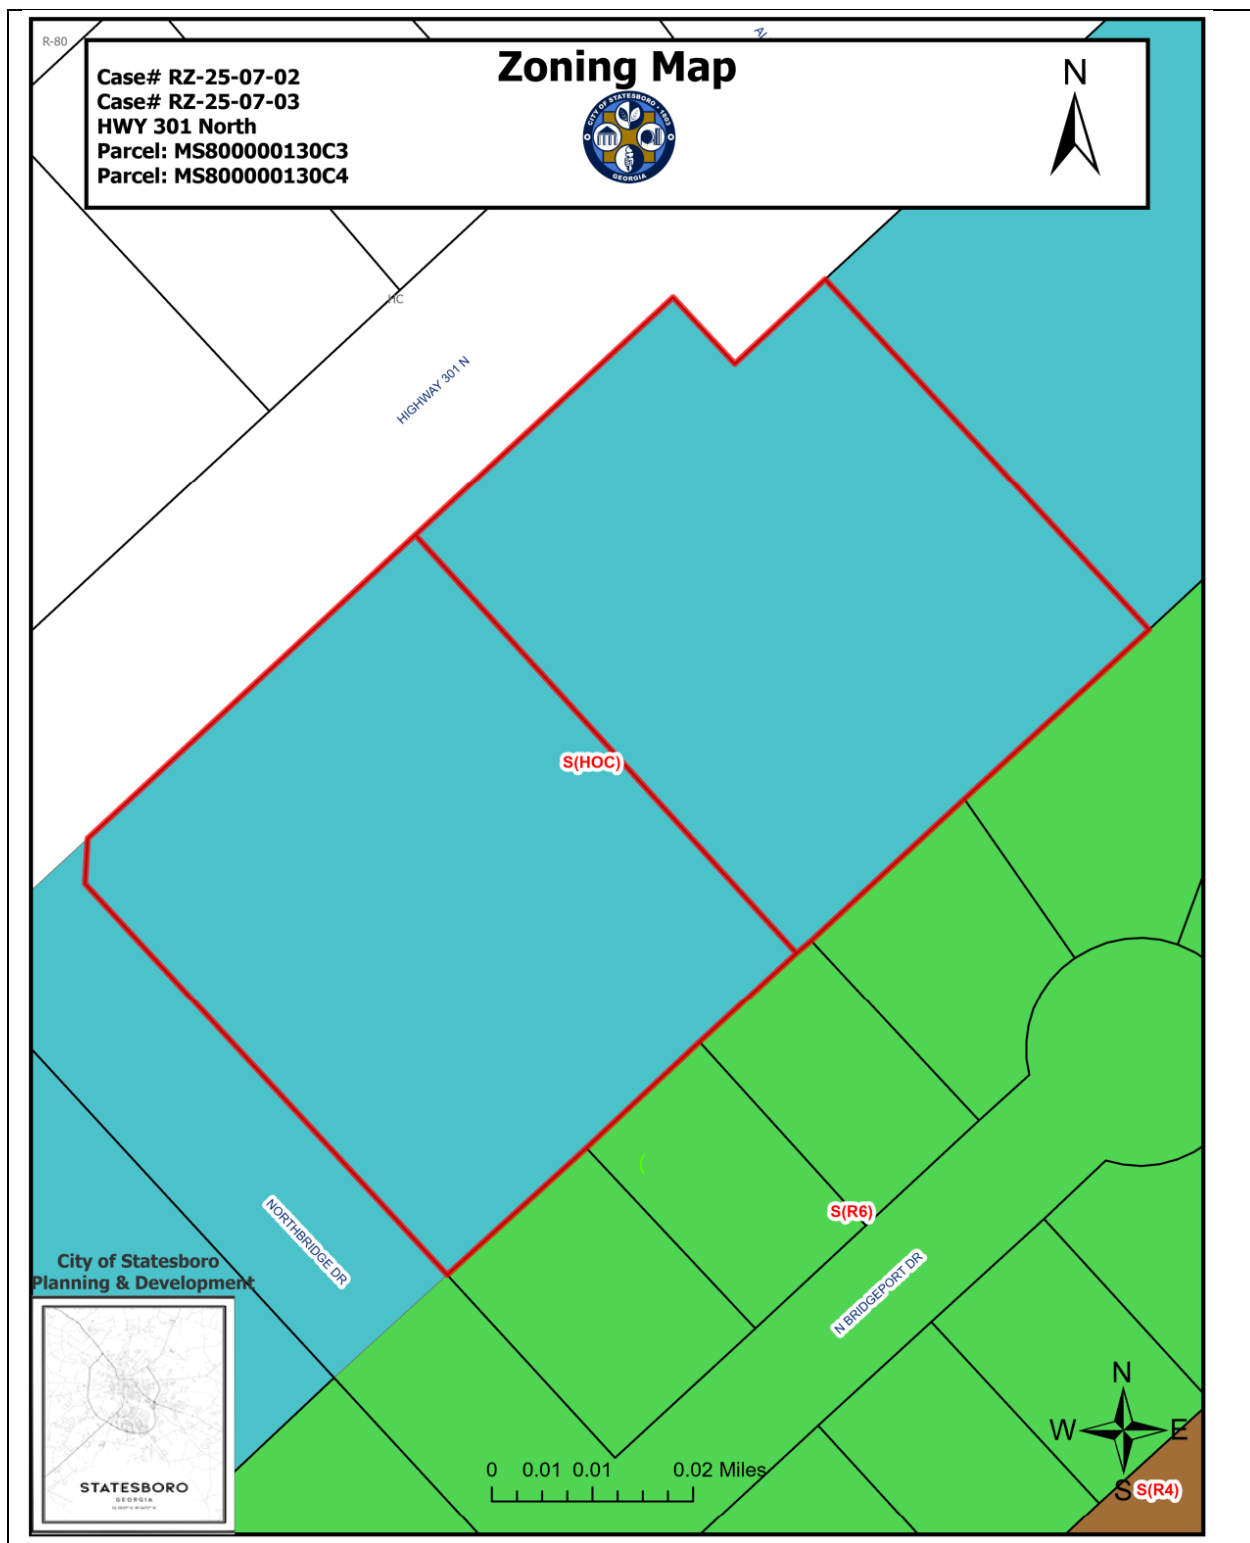 R-80
AL
Zoning Map
Case# RZ-25-07-02
Case# RZ-25-07-03
HWY 301 North
Parcel: MS800000130C3
Parcel: MS800000130C4
CITY OF STATESBORO · 1803
GEORGIA
N
HC
HIGHWAY 301 N
S(HOC)
S(R6)
NORTHBRIDGE DR
N BRIDGEPORT DR
City of Statesboro
Planning & Development
STATESBORO
GEORGIA
0 0.01 0.01 0.02 Miles
N
W E
S
S(R4)